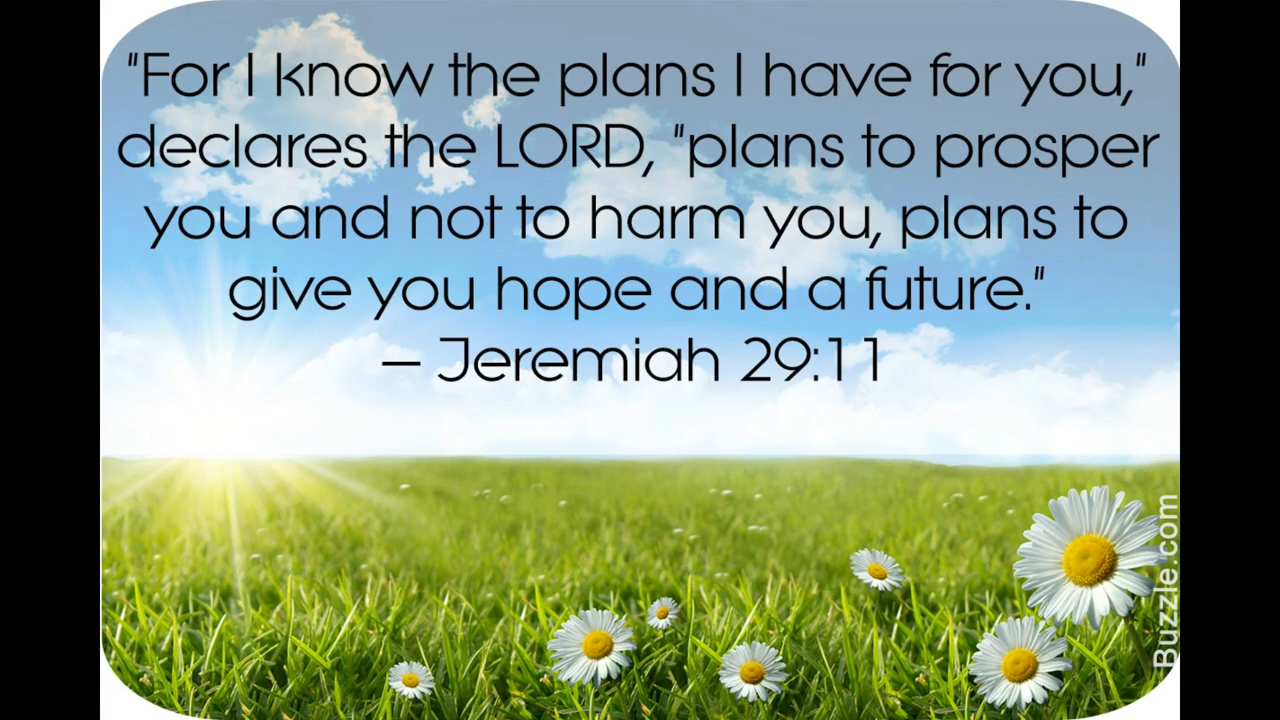 "For I know the plans I have for you,"
declares the LORD, "plans to prosper
you and not to harm you, plans to
give you hope and a future."
– Jeremiah 29:11
Buzzle.com